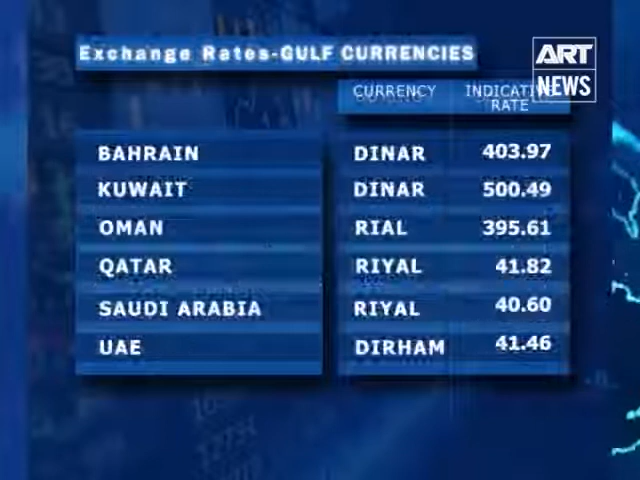 Exchange Rates-GULF CURRENCIES
ART
NEWS
CURRENCY INDICATIVE
RATE
BAHRAIN DINAR 403.97
KUWAIT DINAR 500.49
OMAN RIAL 395.61
QATAR RIYAL 41.82
SAUDI ARABIA RIYAL 40.60
UAE DIRHAM 41.46